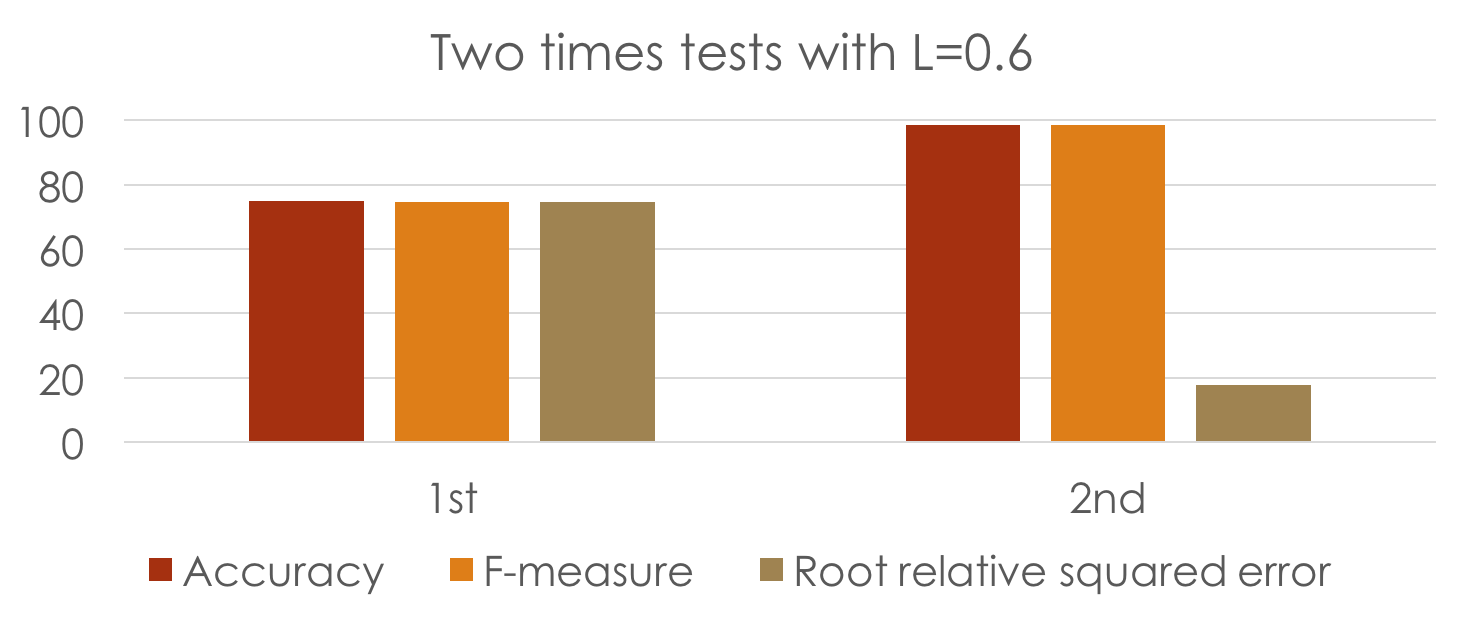 Two times tests with L=0.6
100
80
60
40
20
0
1st 2nd
Accuracy F-measure Root relative squared error